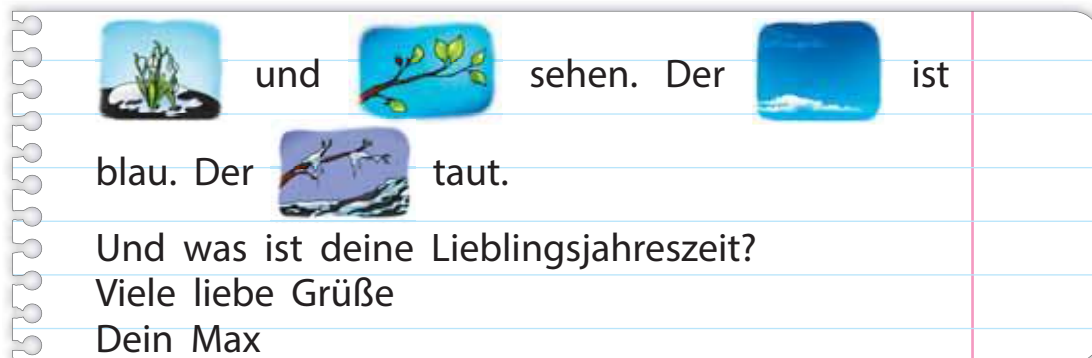 und sehen. Der ist
blau. Der taut.
Und was ist deine Lieblingsjahreszeit?
Viele liebe Grüße
Dein Max